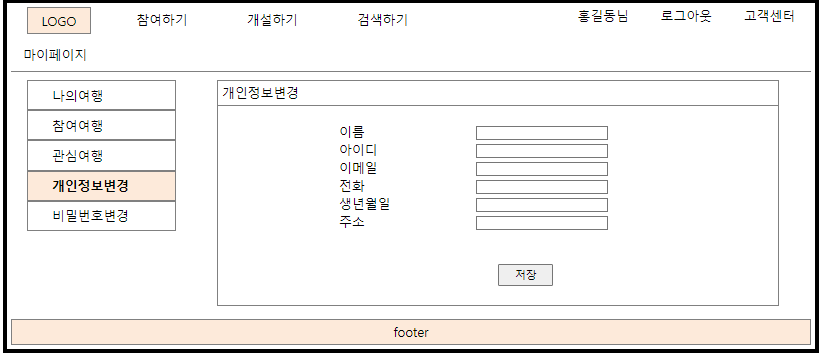 LOGO 참여하기 개설하기 검색하기 홍길동님 로그아웃 고객센터
마이페이지
나의여행
참여여행
관심여행
개인정보변경
비밀번호변경
개인정보변경
이름
아이디
이메일
전화
생년월일
주소
저장
footer